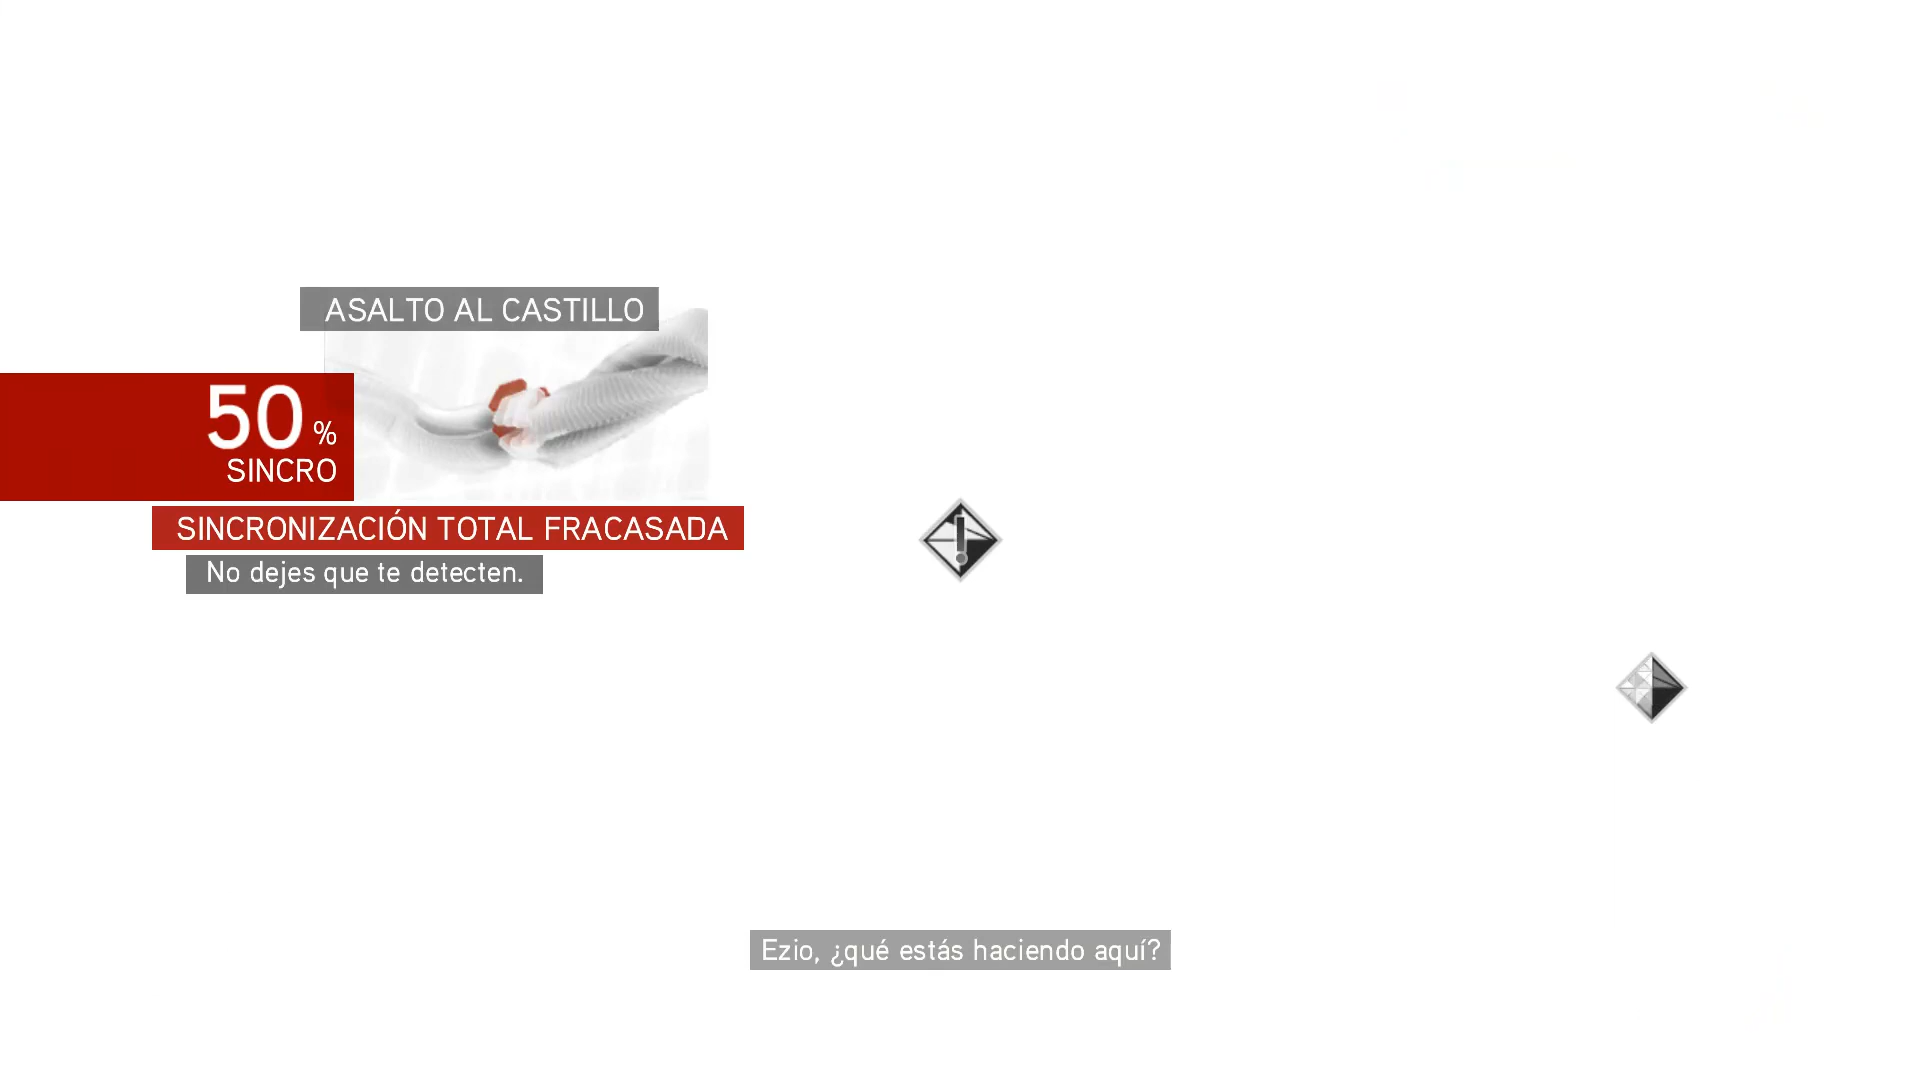 ASALTO AL CASTILLO
50 %
SINCRO
SINCRONIZACIÓN TOTAL FRACASADA
No dejes que te detecten.
Ezio, ¿qué estás haciendo aquí?